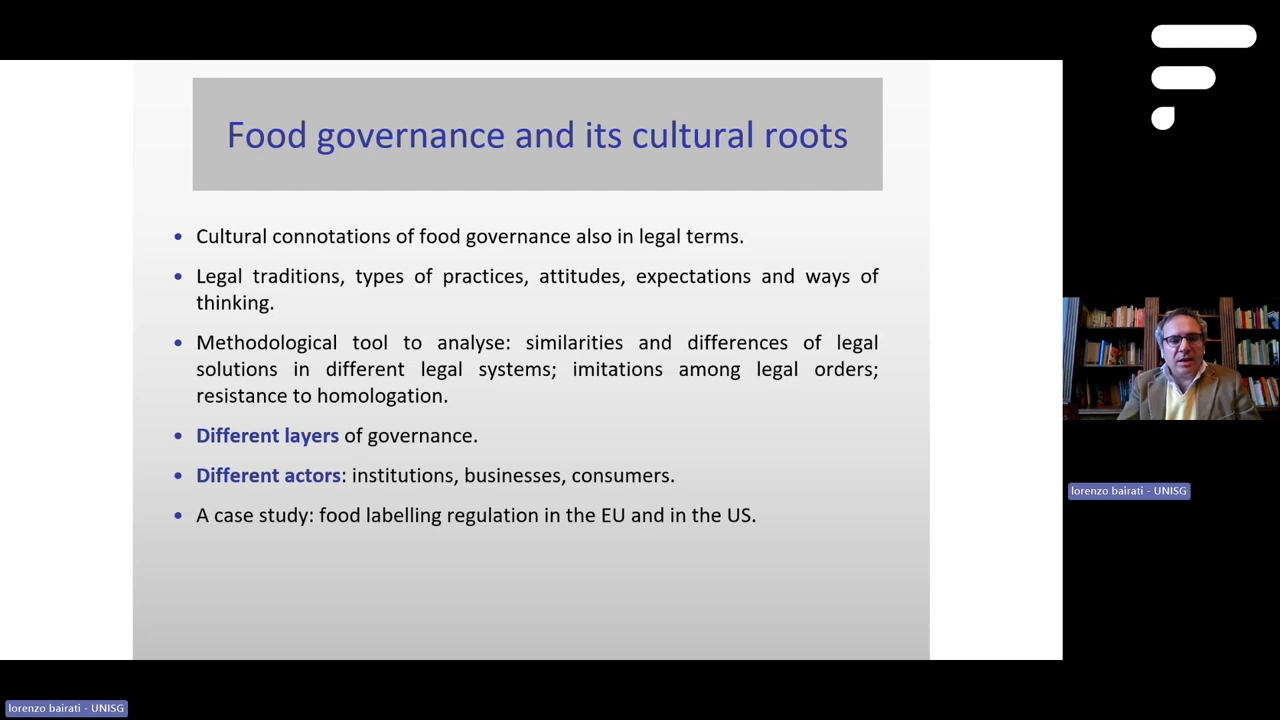 Food governance and its cultural roots
• Cultural connotations of food governance also in legal terms.
• Legal traditions, types of practices, attitudes, expectations and ways of
thinking.
• Methodological tool to analyse: similarities and differences of legal
solutions in different legal systems; imitations among legal orders;
resistance to homologation.
• Different layers of governance.
• Different actors: institutions, businesses, consumers.
• A case study: food labelling regulation in the EU and in the US.
lorenzo bairati - UNISG
lorenzo bairati - UNISG